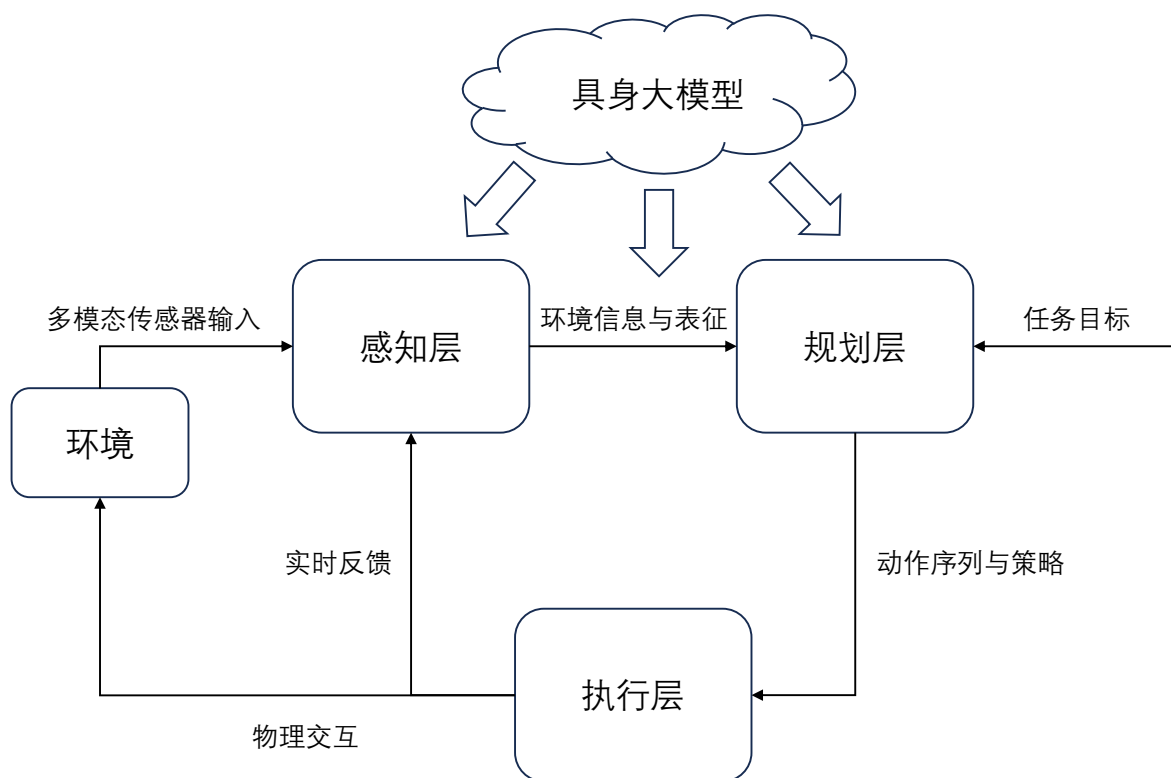 具身大模型
多模态传感器输入
感知层
环境信息与表征
规划层
任务目标
环境
实时反馈
动作序列与策略
执行层
物理交互